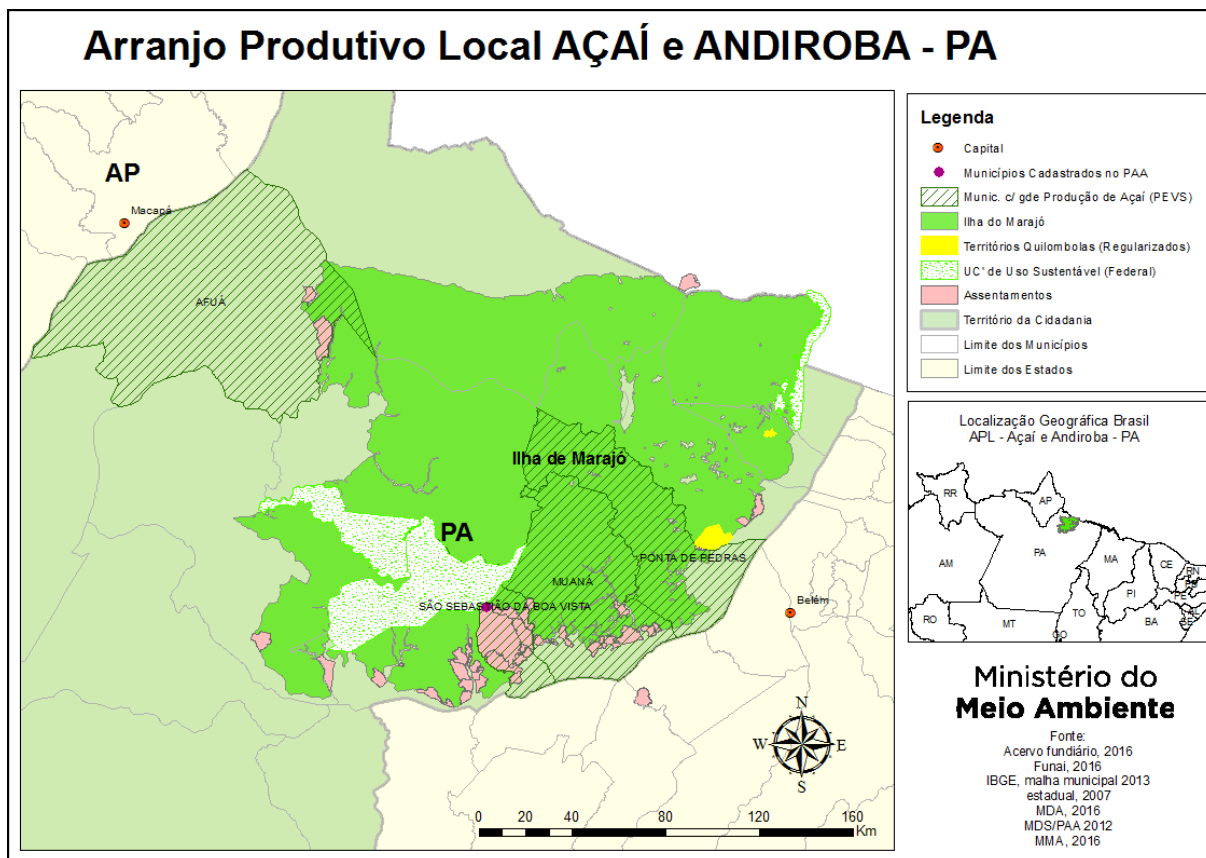 Arranjo Produtivo Local AÇAÍ e ANDIROBA - PA
AP
Macapá
AFUÁ
Ilha de Marajó
PA
PONTA DE PEDRAS
MUANÁ
SÃO SEBASTIÃO DA BOA VISTA
Belém
N
W E
S
0 20 40 80 120 160
Km
Legenda
Capital
Municípios Cadastrados no PAA
Munic. c/ gde Produção de Açaí (PEVS)
Ilha do Marajó
Territórios Quilombolas (Regularizados)
UC' de Uso Sustentável (Federal)
Assentamentos
Território da Cidadania
Limite dos Municípios
Limite dos Estados
Localização Geográfica Brasil
APL - Açaí e Andiroba - PA
RR
AP
AM
PA
MA
CE
RN
PI
PE
RO
MT
TO
GO
BA
Ministério do
Meio Ambiente
Fonte:
Acervo fundiário, 2016
Funai, 2016
IBGE, malha municipal 2013
estadual, 2007
MDA, 2016
MDS/PAA 2012
MMA, 2016